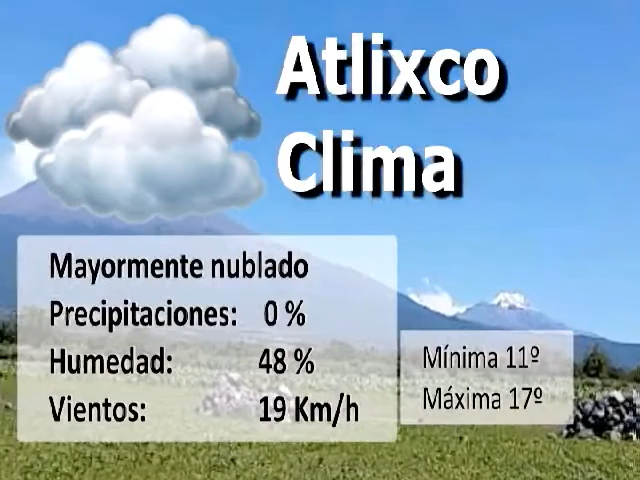 Atlixco
Clima
Mayormente nublado
Precipitaciones: 0 %
Humedad: 48 %
Vientos: 19 Km/h
Mínima 11º
Máxima 17º